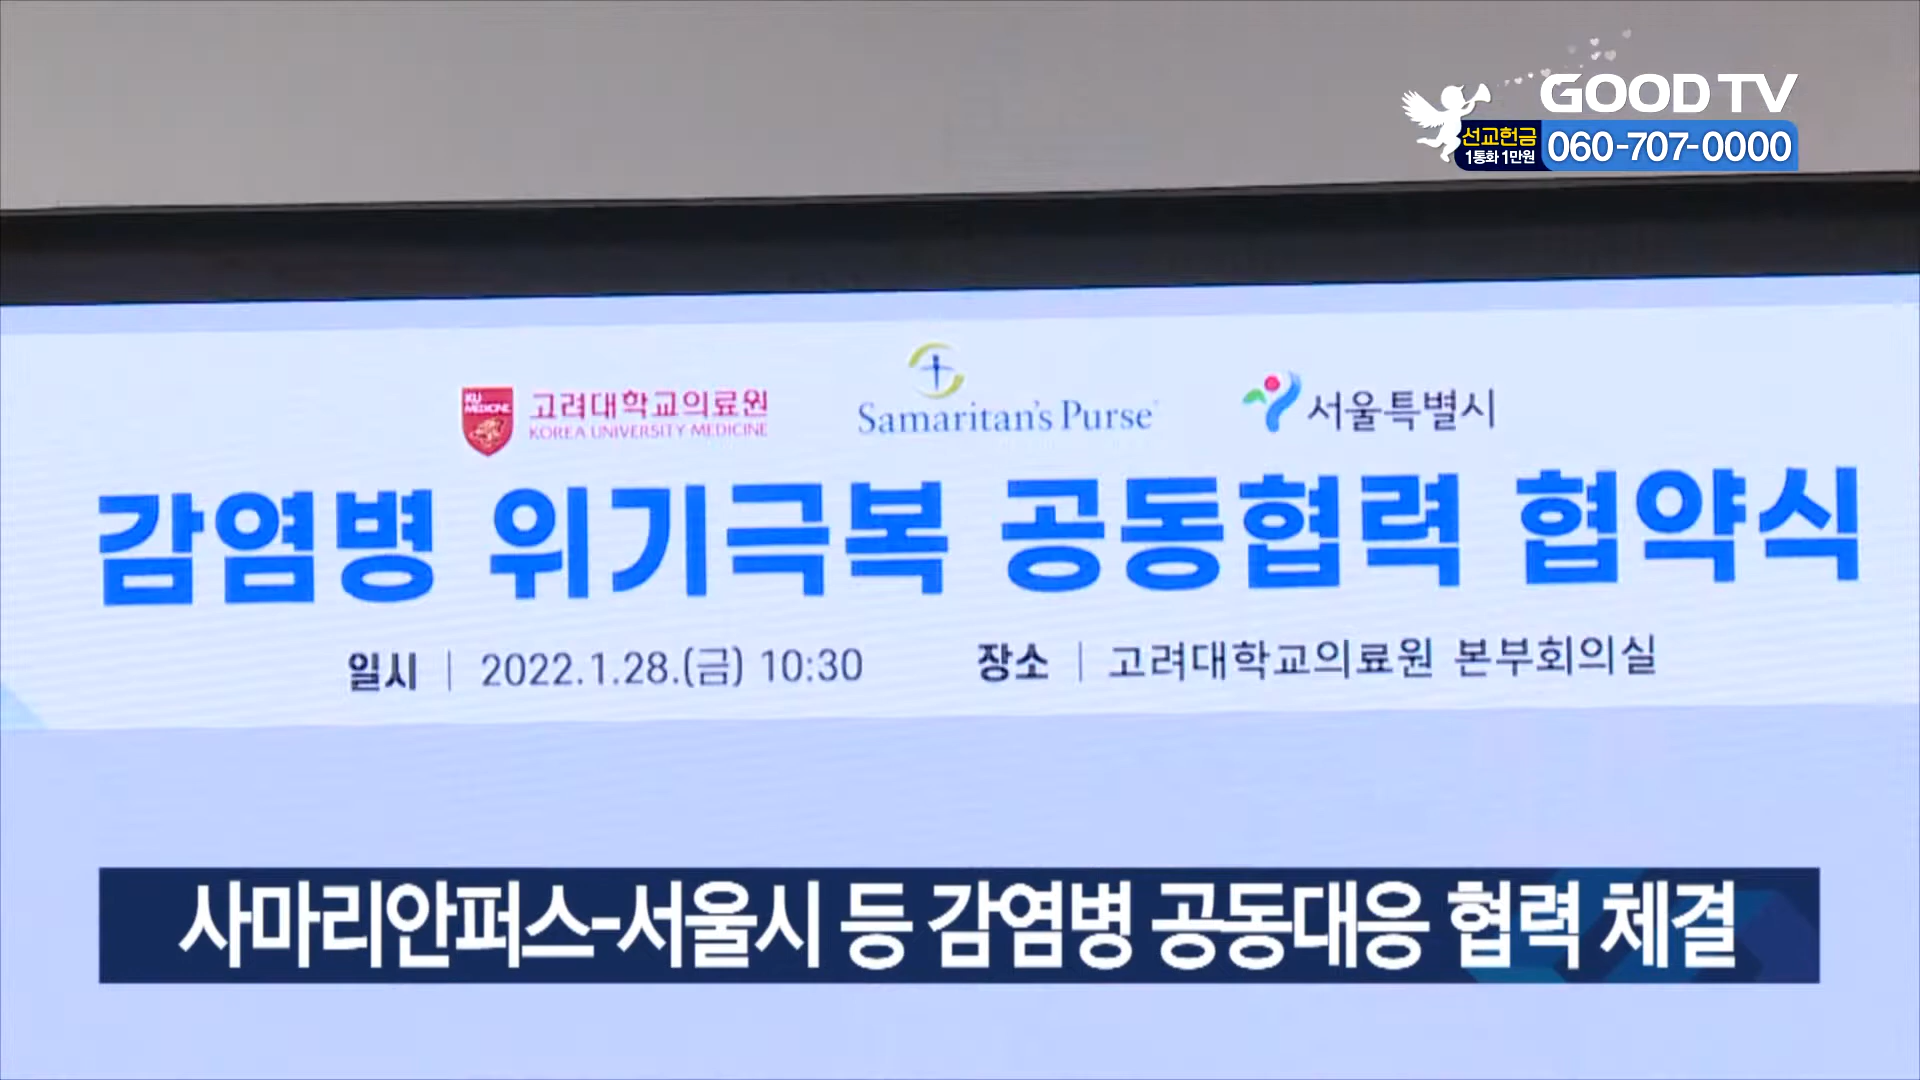 GOOD TV
선교헌금
1통화 1만원
060-707-0000
KU MEDICINE
고려대학교의료원
KOREA UNIVERSITY MEDICINE
Samaritan's Purse
서울특별시
감염병 위기극복 공동협력 협약식
일시 | 2022.1.28.(금) 10:30
장소 | 고려대학교의료원 본부회의실
사마리안퍼스-서울시 등 감염병 공동대응 협력 체결